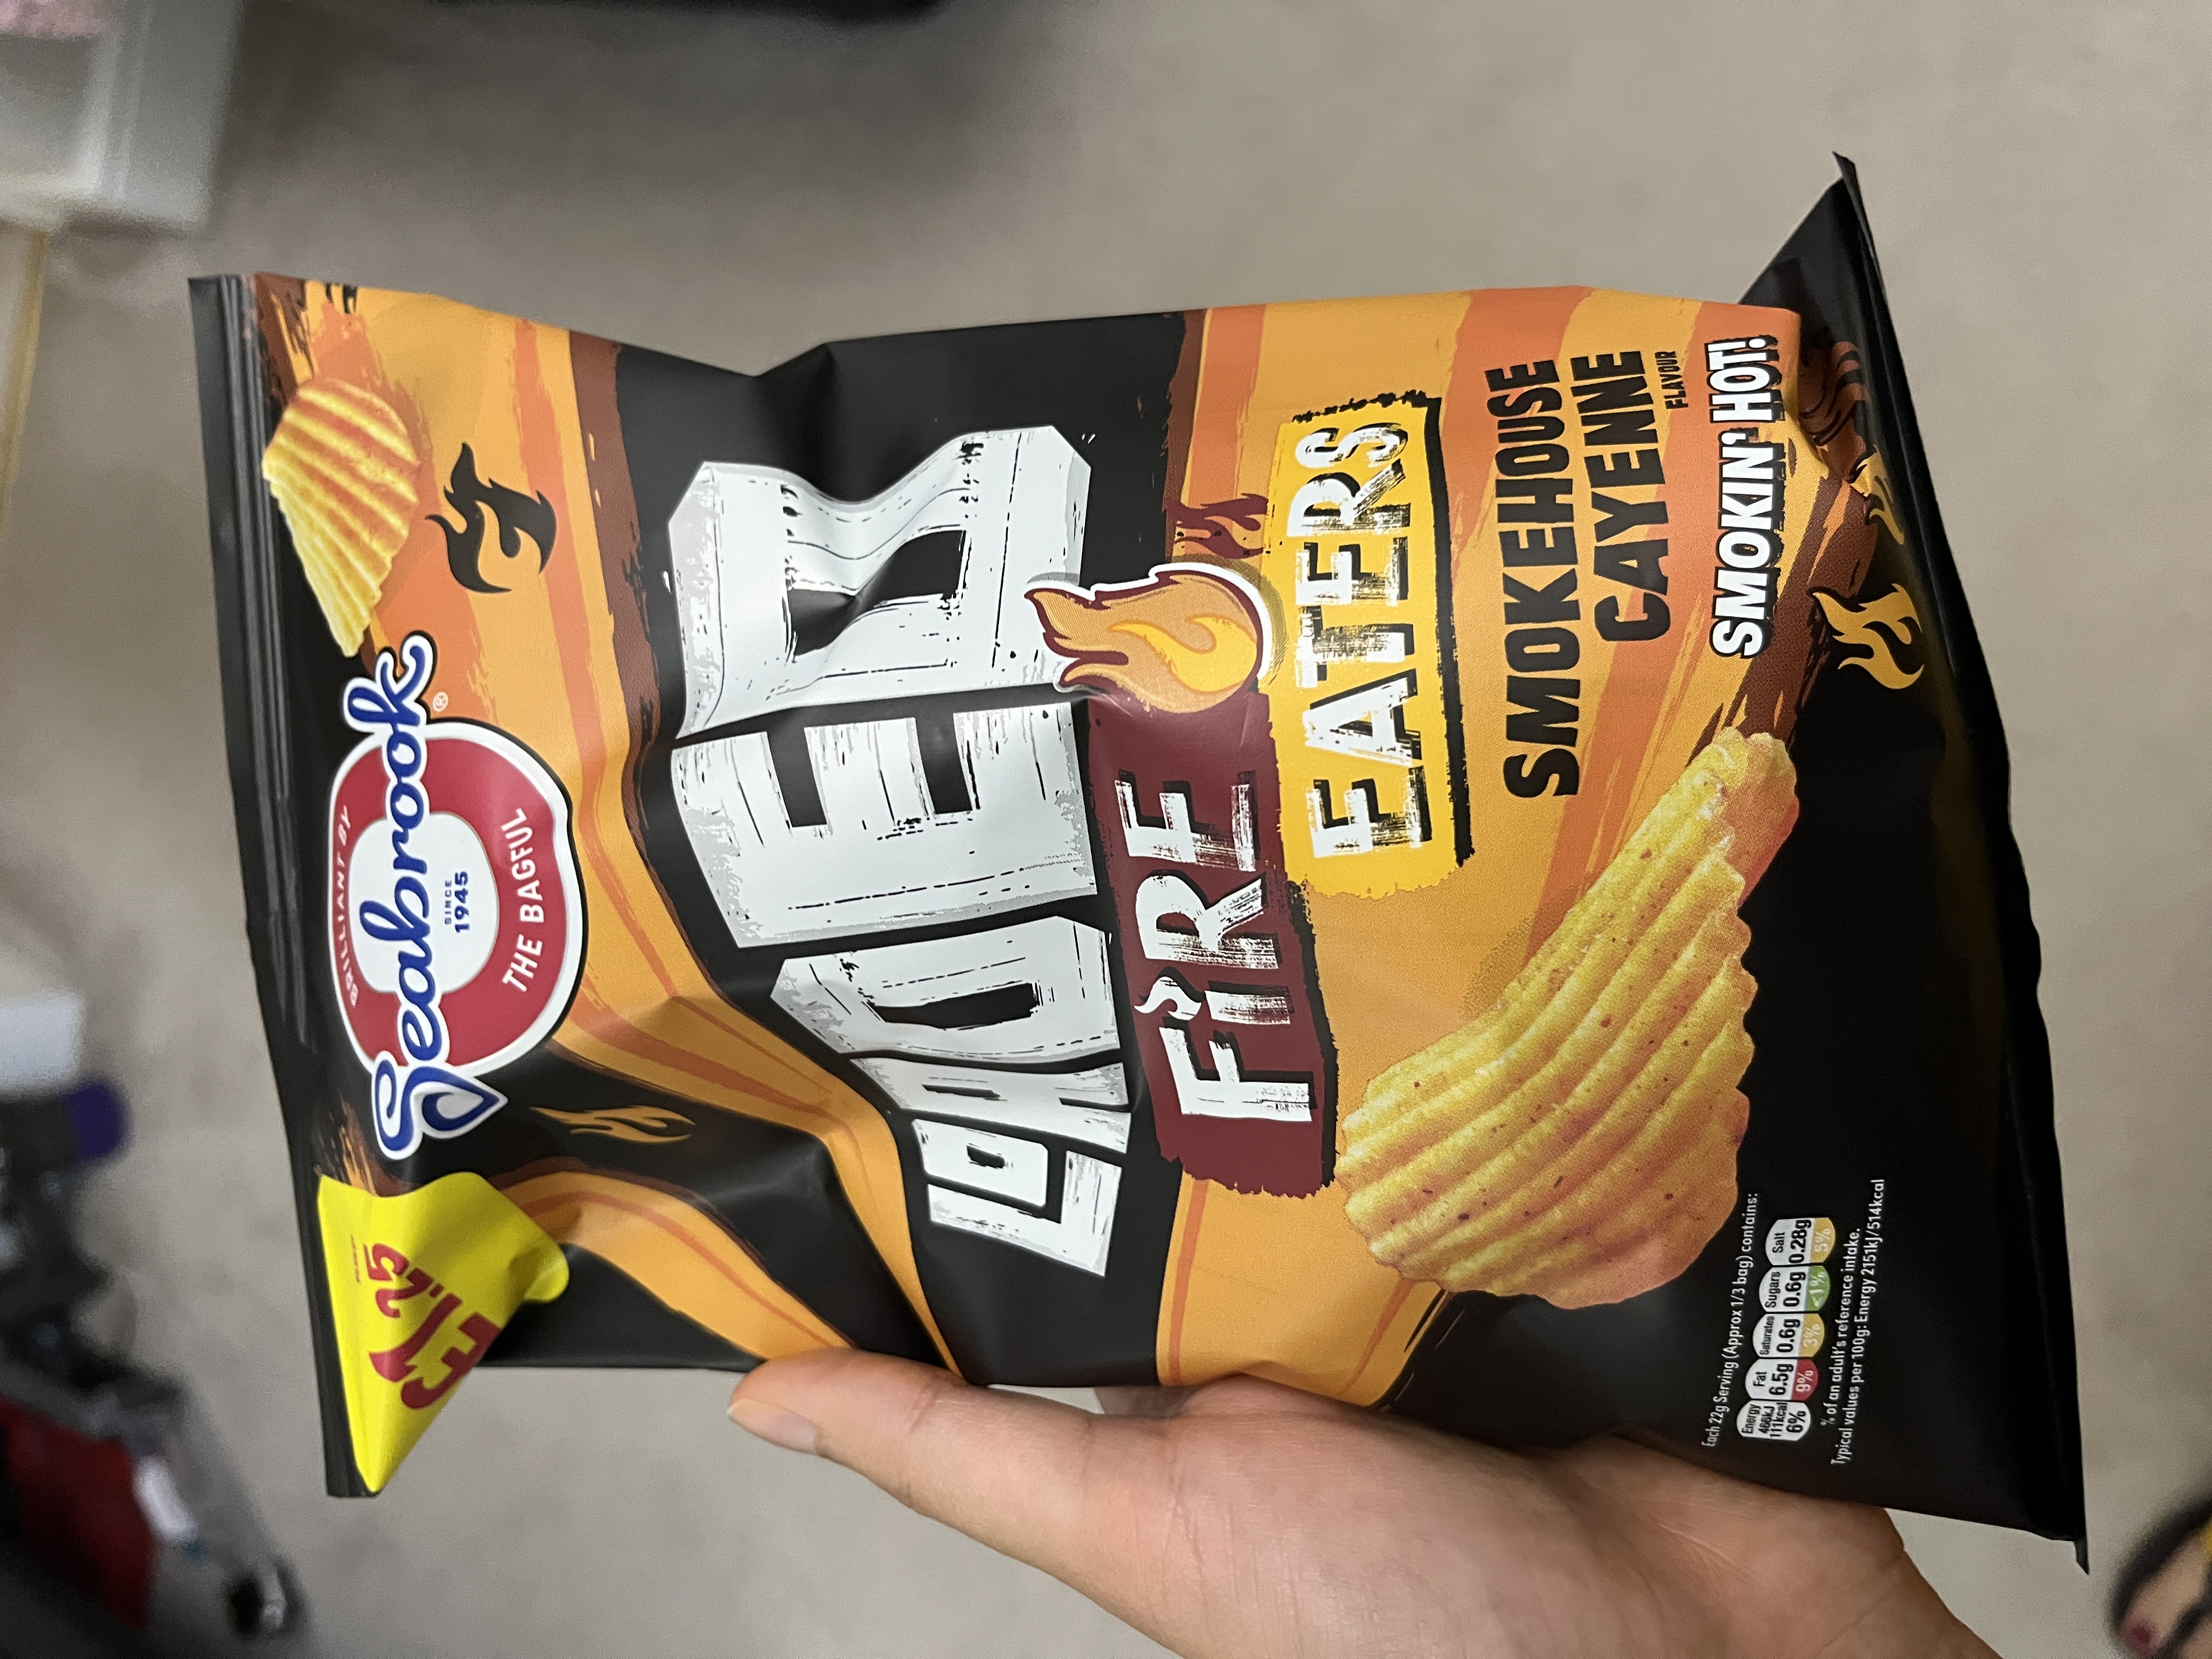 RRP
£1.25
BRILLIANT BY
Seabrook®
SINCE
1945
THE BAGFUL
LOADED
FIRE
EATERS
SMOKEHOUSE
CAYENNE
FLAVOUR
SMOKIN' HOT!
Each 22g Serving (Approx 1/3 bag) contains:
Energy 466kJ 111kcal 6%
Fat 6.5g 9%
Saturates 0.6g 3%
Sugars 0.6g <1%
Salt 0.28g 5%
% of an adult's reference intake.
Typical values per 100g: Energy 2151kJ/514kcal